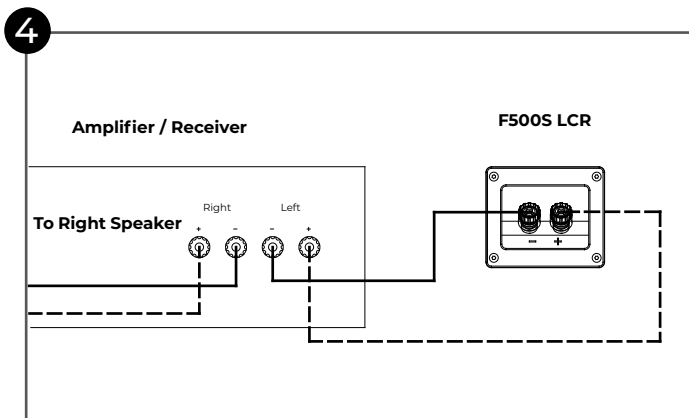 4
Amplifier / Receiver
F500S LCR
Right Left
To Right Speaker
+ − − +
− +